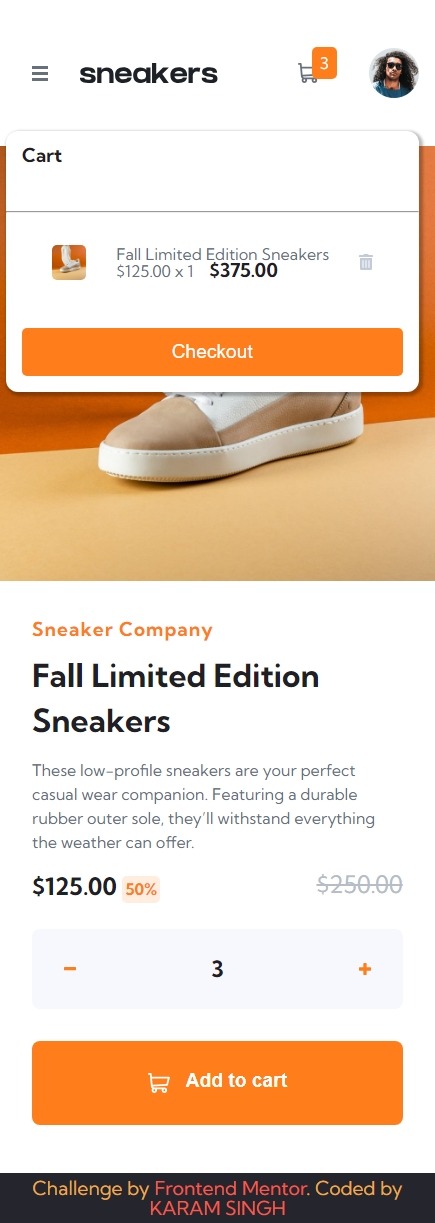 sneakers
3
Cart
Fall Limited Edition Sneakers
$125.00 x 1 $375.00
Checkout
Sneaker Company
Fall Limited Edition
Sneakers
These low-profile sneakers are your perfect
casual wear companion. Featuring a durable
rubber outer sole, they’ll withstand everything
the weather can offer.
$125.00 50% $250.00
3
Add to cart
Challenge by Frontend Mentor. Coded by
KARAM SINGH